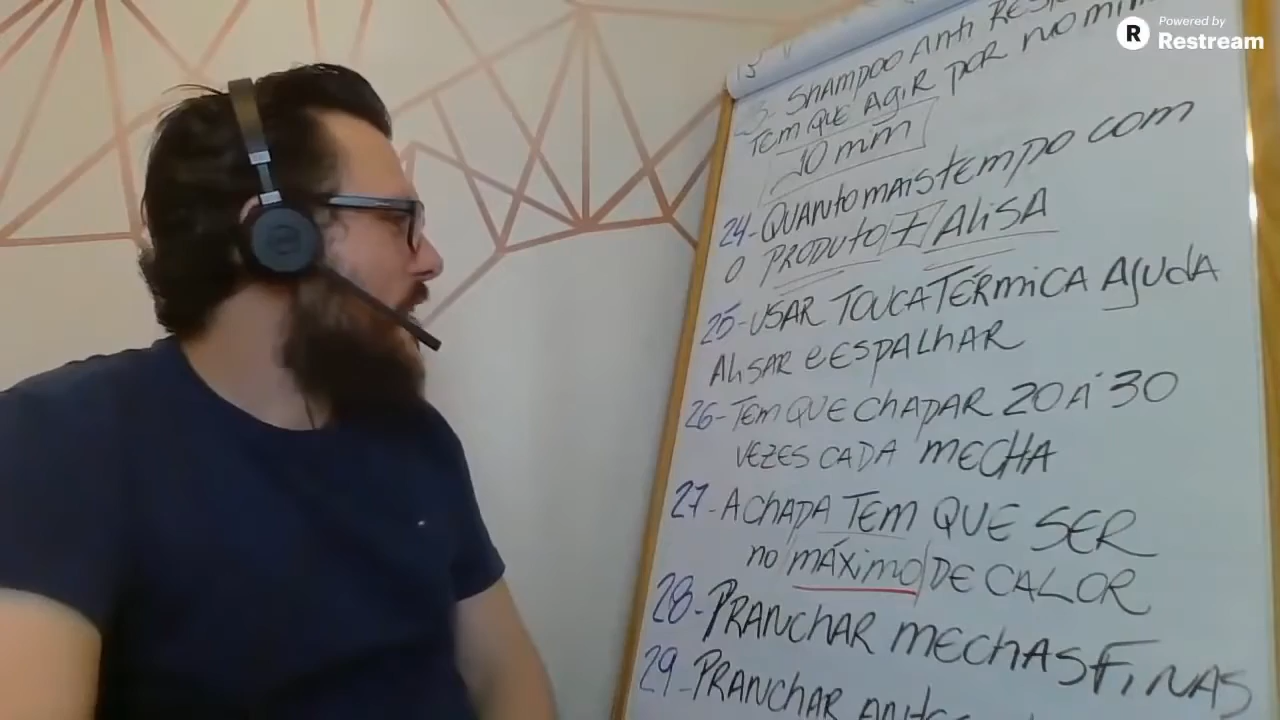 Powered by
R Restream
3- SHAMPOO Anti
TEM QUE AGIR POR NO
10 min
24- QUANTO MAIS TEMPO COM
O PRODUTO + ALiSA
25- USAR TOUCA TÉRMICA AJUDA
ALISAR e ESPALHAR
26- TEM QUE CHAPAR 20 A 30
VEZES CADA MECHA
27- A CHAPA TEM QUE SER
no máximo DE CALOR
28- PRANCHAR MECHAS FINAS
29- PRANCHAR